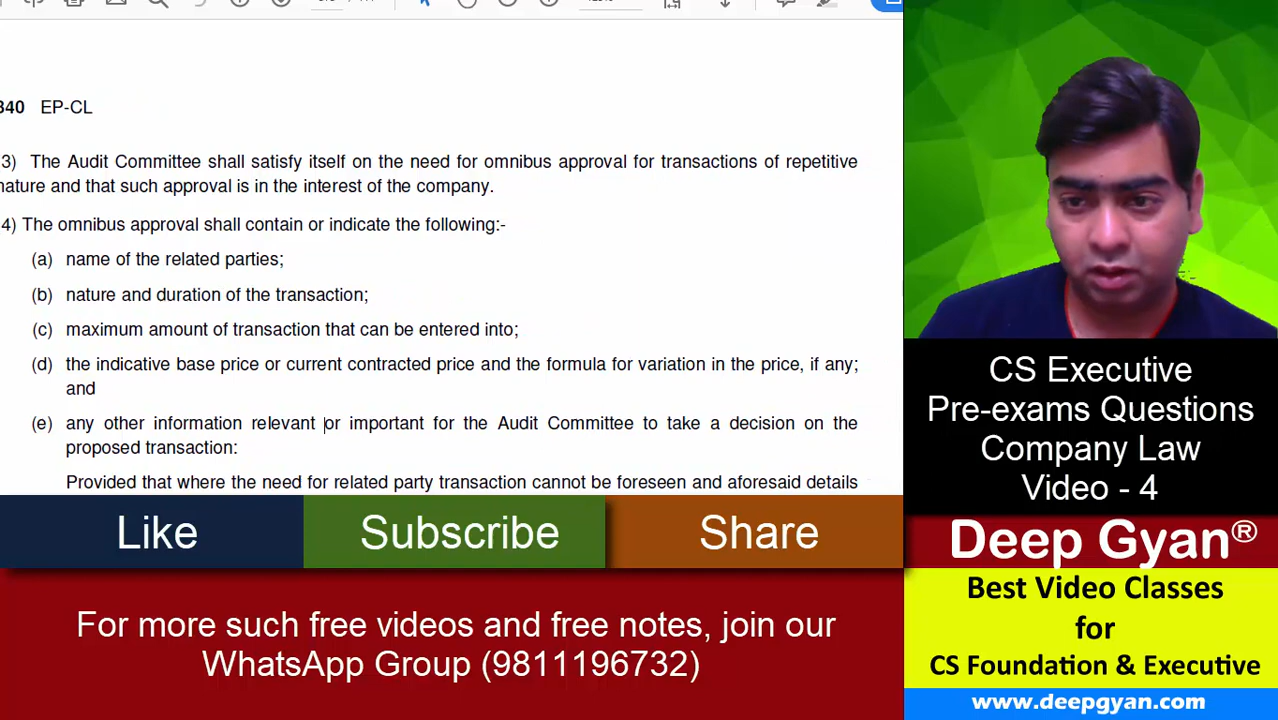 340 EP-CL
3) The Audit Committee shall satisfy itself on the need for omnibus approval for transactions of repetitive
nature and that such approval is in the interest of the company.
4) The omnibus approval shall contain or indicate the following:-
(a) name of the related parties;
(b) nature and duration of the transaction;
(c) maximum amount of transaction that can be entered into;
(d) the indicative base price or current contracted price and the formula for variation in the price, if any;
and
(e) any other information relevant or important for the Audit Committee to take a decision on the
proposed transaction:
Provided that where the need for related party transaction cannot be foreseen and aforesaid details
Like
Subscribe
Share
For more such free videos and free notes, join our
WhatsApp Group (9811196732)
CS Executive
Pre-exams Questions
Company Law
Video - 4
Deep Gyan®
Best Video Classes
for
CS Foundation & Executive
www.deepgyan.com